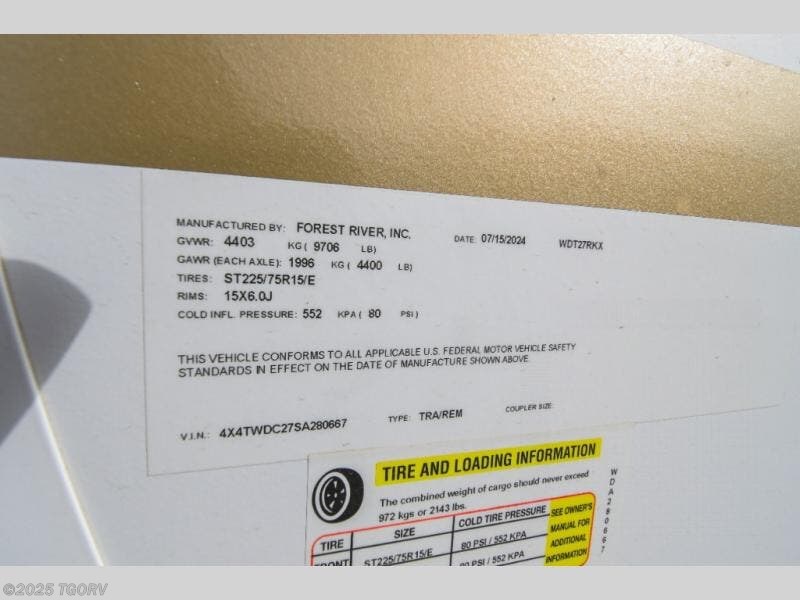 MANUFACTURED BY: FOREST RIVER, INC. DATE: 07/15/2024 WDT27RKX
GVWR: 4403 KG ( 9706 LB)
GAWR (EACH AXLE): 1996 KG ( 4400 LB)
TIRES: ST225/75R15/E
RIMS: 15X6.0J
COLD INFL. PRESSURE: 552 KPA ( 80 PSI )
THIS VEHICLE CONFORMS TO ALL APPLICABLE U.S. FEDERAL MOTOR VEHICLE SAFETY
STANDARDS IN EFFECT ON THE DATE OF MANUFACTURE SHOWN ABOVE.
V.I.N.: 4X4TWDC27SA280667 TYPE: TRA/REM COUPLER SIZE:
TIRE AND LOADING INFORMATION
The combined weight of cargo should never exceed
972 kgs or 2143 lbs.
TIRE SIZE COLD TIRE PRESSURE
SEE OWNER'S
MANUAL FOR
ADDITIONAL
INFORMATION
FRONT ST225/75R15/E 80 PSI / 552 KPA
80 PSI / 552 KPA
WDA280667
©2025 TGORV